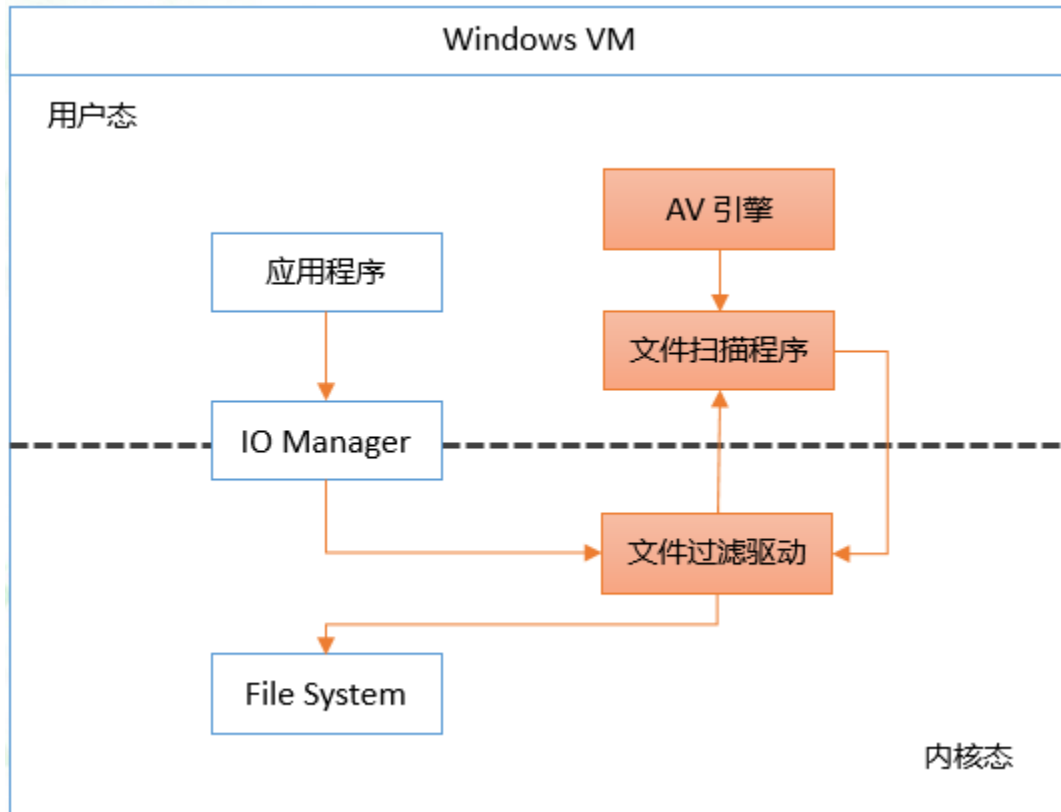 Windows VM
用户态
AV 引擎
应用程序
文件扫描程序
IO Manager
文件过滤驱动
File System
内核态